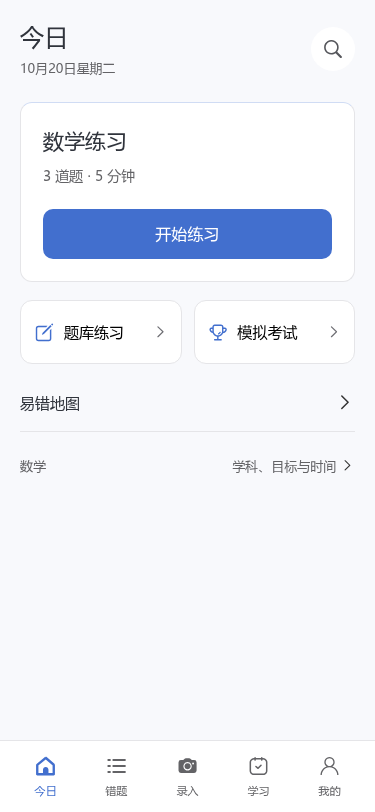 今日
10月20日星期二
数学练习
3 道题 · 5 分钟
开始练习
题库练习
模拟考试
易错地图
数学
学科、目标与时间
今日
错题
录入
学习
我的